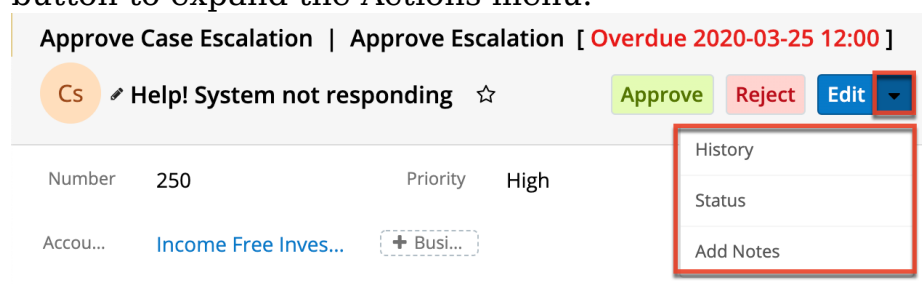 button to expand the Actions menu.
Approve Case Escalation | Approve Escalation [ Overdue 2020-03-25 12:00 ]
Cs Help! System not responding Approve Reject Edit
History
Number 250 Priority High
Status
Accou... Income Free Inves... + Busi...
Add Notes